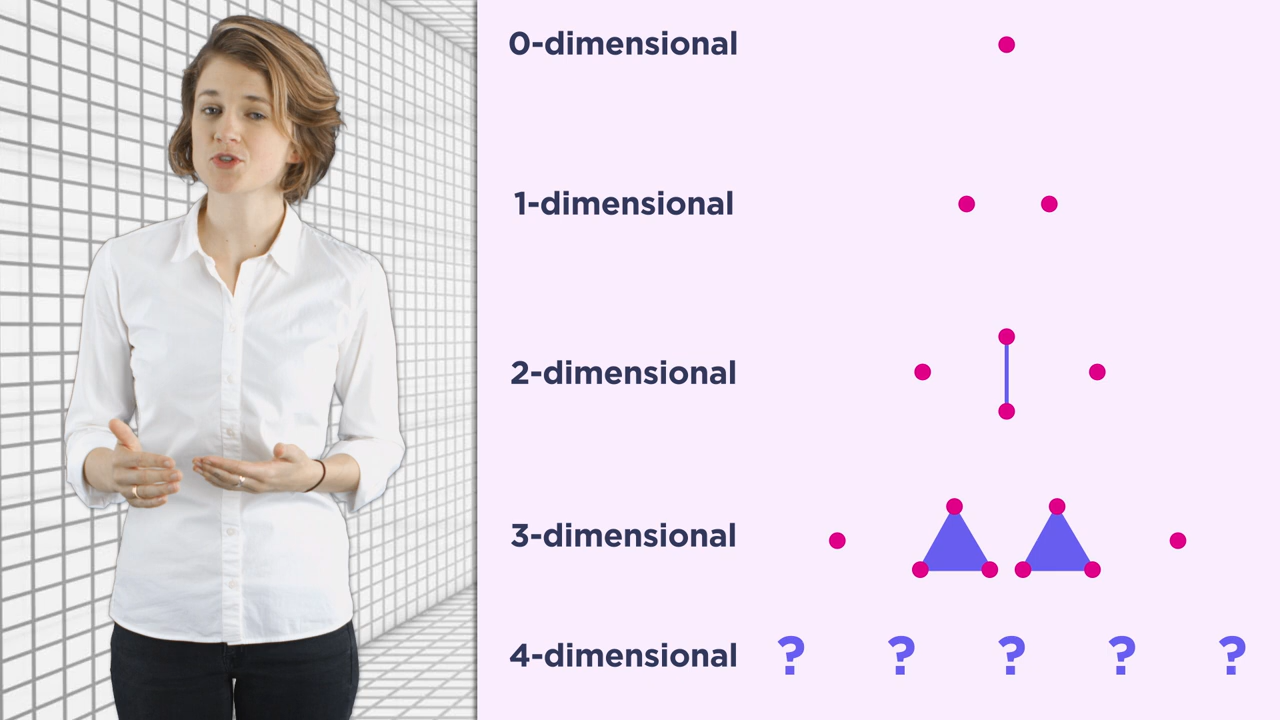 0-dimensional
1-dimensional
2-dimensional
3-dimensional
4-dimensional ? ? ? ? ?